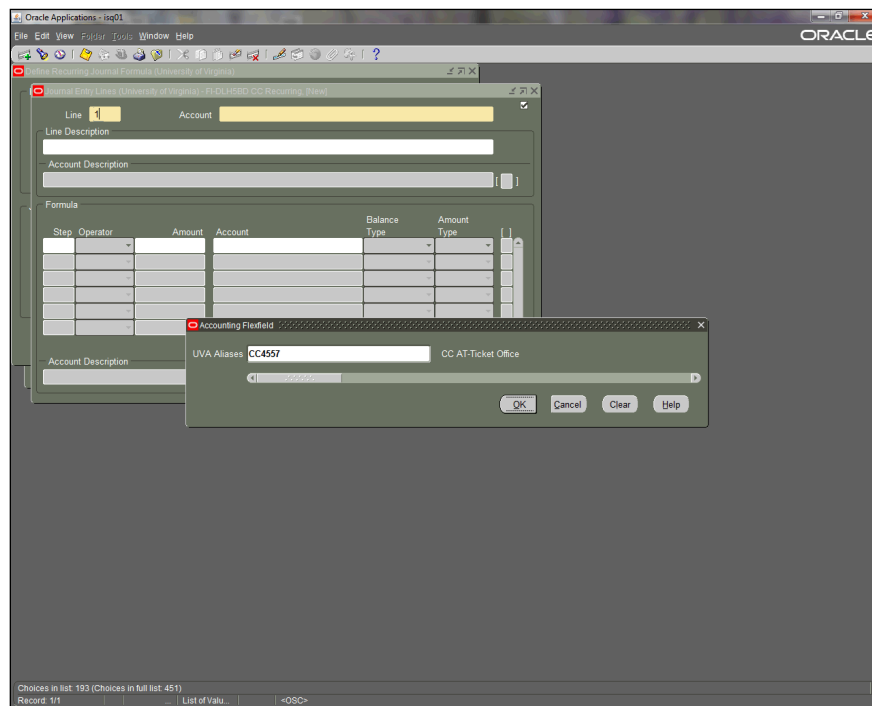 Oracle Applications - isq01
File Edit View Folder Tools Window Help
ORACLE
Define Recurring Journal Formula (University of Virginia)
Journal Entry Lines (University of Virginia) - FI-DLH5BD CC Recurring, [New]
Line 1 Account
Line Description
Account Description
[ ]
Formula
Balance Amount
Step Operator Amount Account Type Type [ ]
Accounting Flexfield
UVA Aliases CC4557 CC AT-Ticket Office
Account Description
OK Cancel Clear Help
Choices in list: 193 (Choices in full list: 451)
Record: 1/1 ... List of Valu... <OSC>